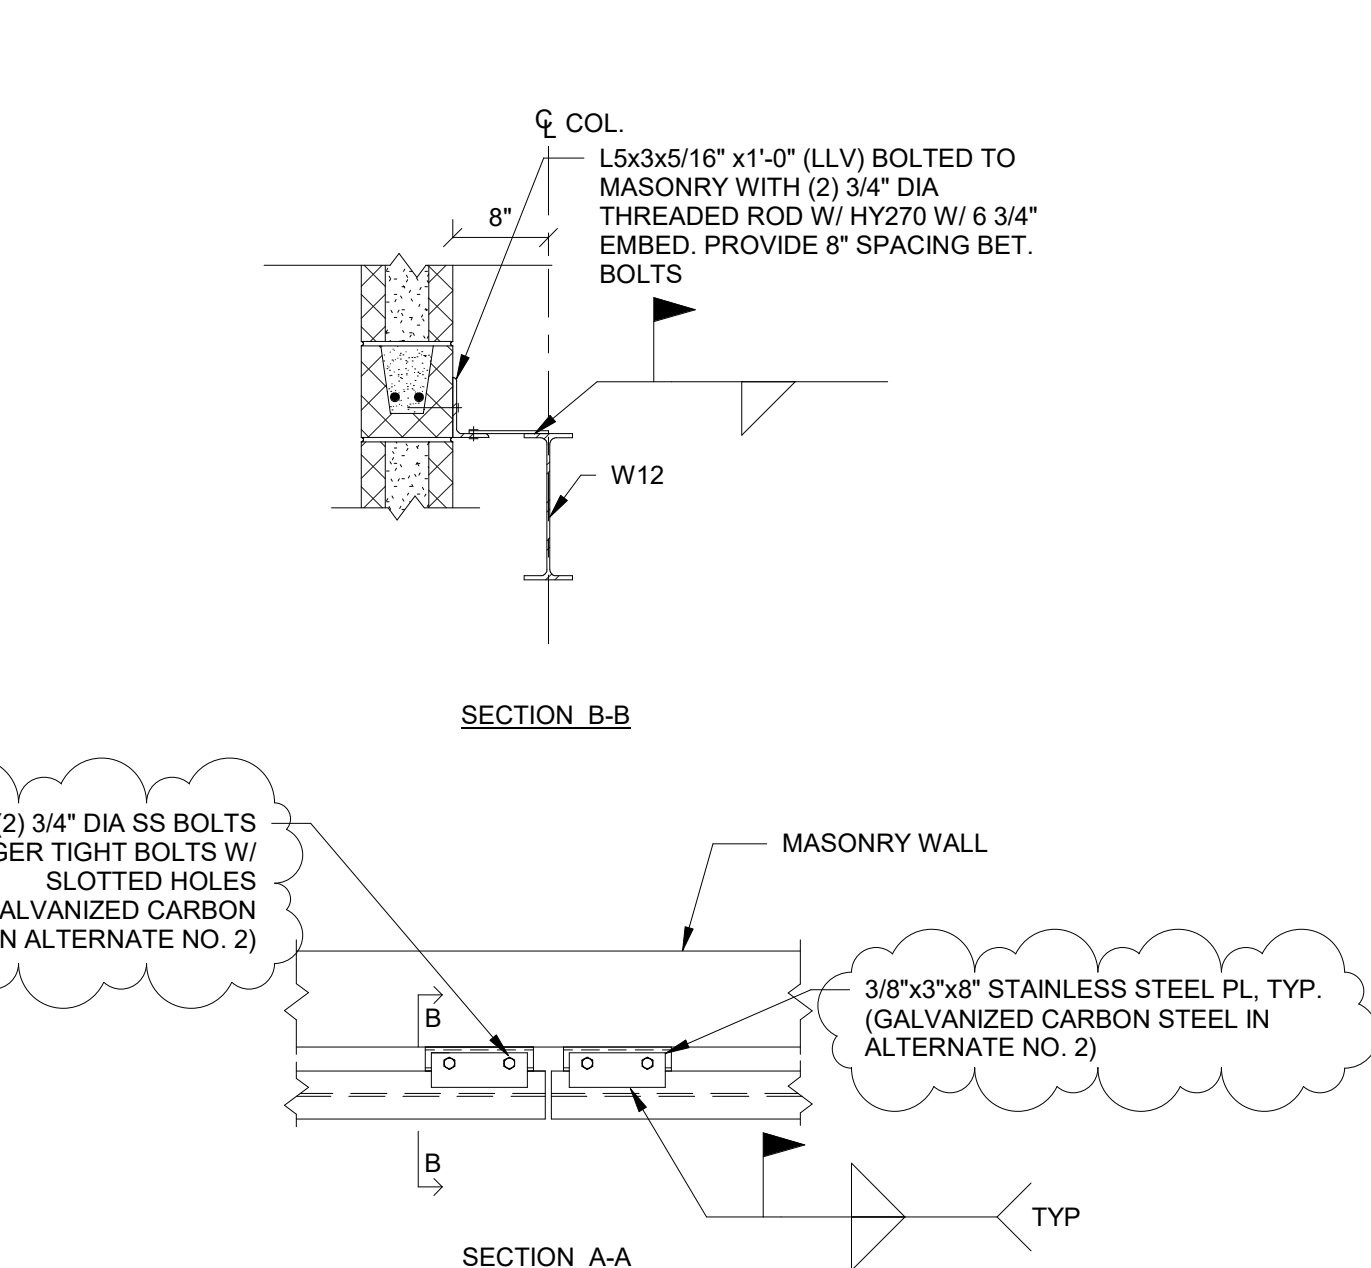 ℄ COL.
L5x3x5/16" x1'-0" (LLV) BOLTED TO
MASONRY WITH (2) 3/4" DIA
THREADED ROD W/ HY270 W/ 6 3/4"
EMBED. PROVIDE 8" SPACING BET.
BOLTS
8"
W12
SECTION B-B
2) 3/4" DIA SS BOLTS
GER TIGHT BOLTS W/
SLOTTED HOLES
ALVANIZED CARBON
N ALTERNATE NO. 2)
MASONRY WALL
3/8"x3"x8" STAINLESS STEEL PL, TYP.
(GALVANIZED CARBON STEEL IN
ALTERNATE NO. 2)
B
B
TYP
SECTION A-A